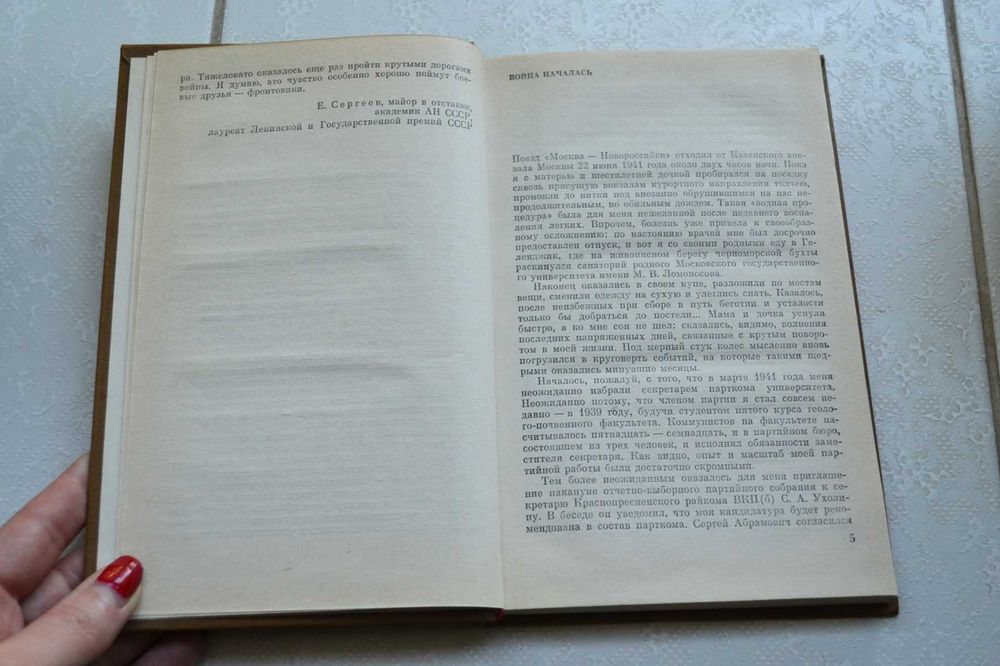 ра. Тяжеловато оказалось еще раз пройти крутыми дорогами
войны. Я думаю, это чувство особенно хорошо поймут бое-
вые друзья — фронтовики.
Е. Сергеев, майор в отставке,
академик АН СССР,
лауреат Ленинской и Государственной премий СССР
ВОЙНА НАЧАЛАСЬ
Поезд «Москва — Новороссийск» отходил от Казанского вок-
зала Москвы 22 июня 1941 года около двух часов ночи. Пока
я с матерью и шестилетней дочкой пробирался на посадку
сквозь присущую вокзалам курортного направления толчею,
промокли до нитки под внезапно обрушившимся на нас не-
продолжительным, но обильным дождем. Такая «водная про-
цедура» была для меня нежеланной после недавнего воспа-
ления легких. Впрочем, болезнь уже привела к своеобраз-
ному осложнению: по настоянию врачей мне был досрочно
предоставлен отпуск, и вот я со своими родными еду в Ге-
ленджик, где на живописном берегу черноморской бухты
раскинулся санаторий родного Московского государственно-
го университета имени М. В. Ломоносова.
Наконец оказались в своем купе, разложили по местам
вещи, сменили одежду на сухую и улеглись спать. Казалось,
после неизбежных при сборе в путь беготни и усталости
только бы добраться до постели... Мама и дочка уснули
быстро, а ко мне сон не шел: сказались, видимо, волнения
последних напряженных дней, связанные с крутым поворо-
том в моей жизни. Под мерный стук колес мысленно вновь
погрузился в круговерть событий, на которые такими щед-
рыми оказались минувшие месяцы.
Началось, пожалуй, с того, что в марте 1941 года меня
неожиданно избрали секретарем парткома университета.
Неожиданно потому, что членом партии я стал совсем не-
давно — в 1939 году, будучи студентом пятого курса геоло-
го-почвенного факультета. Коммунистов на факультете на-
считывалось пятнадцать — семнадцать, и в партийном бюро,
состоявшем из трех человек, я исполнял обязанности заме-
стителя секретаря. Как видно, опыт и масштаб моей пар-
тийной работы были достаточно скромными.
Тем более неожиданным оказалось для меня приглаше-
ние накануне отчетно-выборного партийного собрания к се-
кретарю Краснопресненского райкома ВКП(б) С. А. Ухоли-
ну. В беседе он уведомил, что моя кандидатура будет реко-
мендована в состав парткома. Сергей Абрамович согласился
5